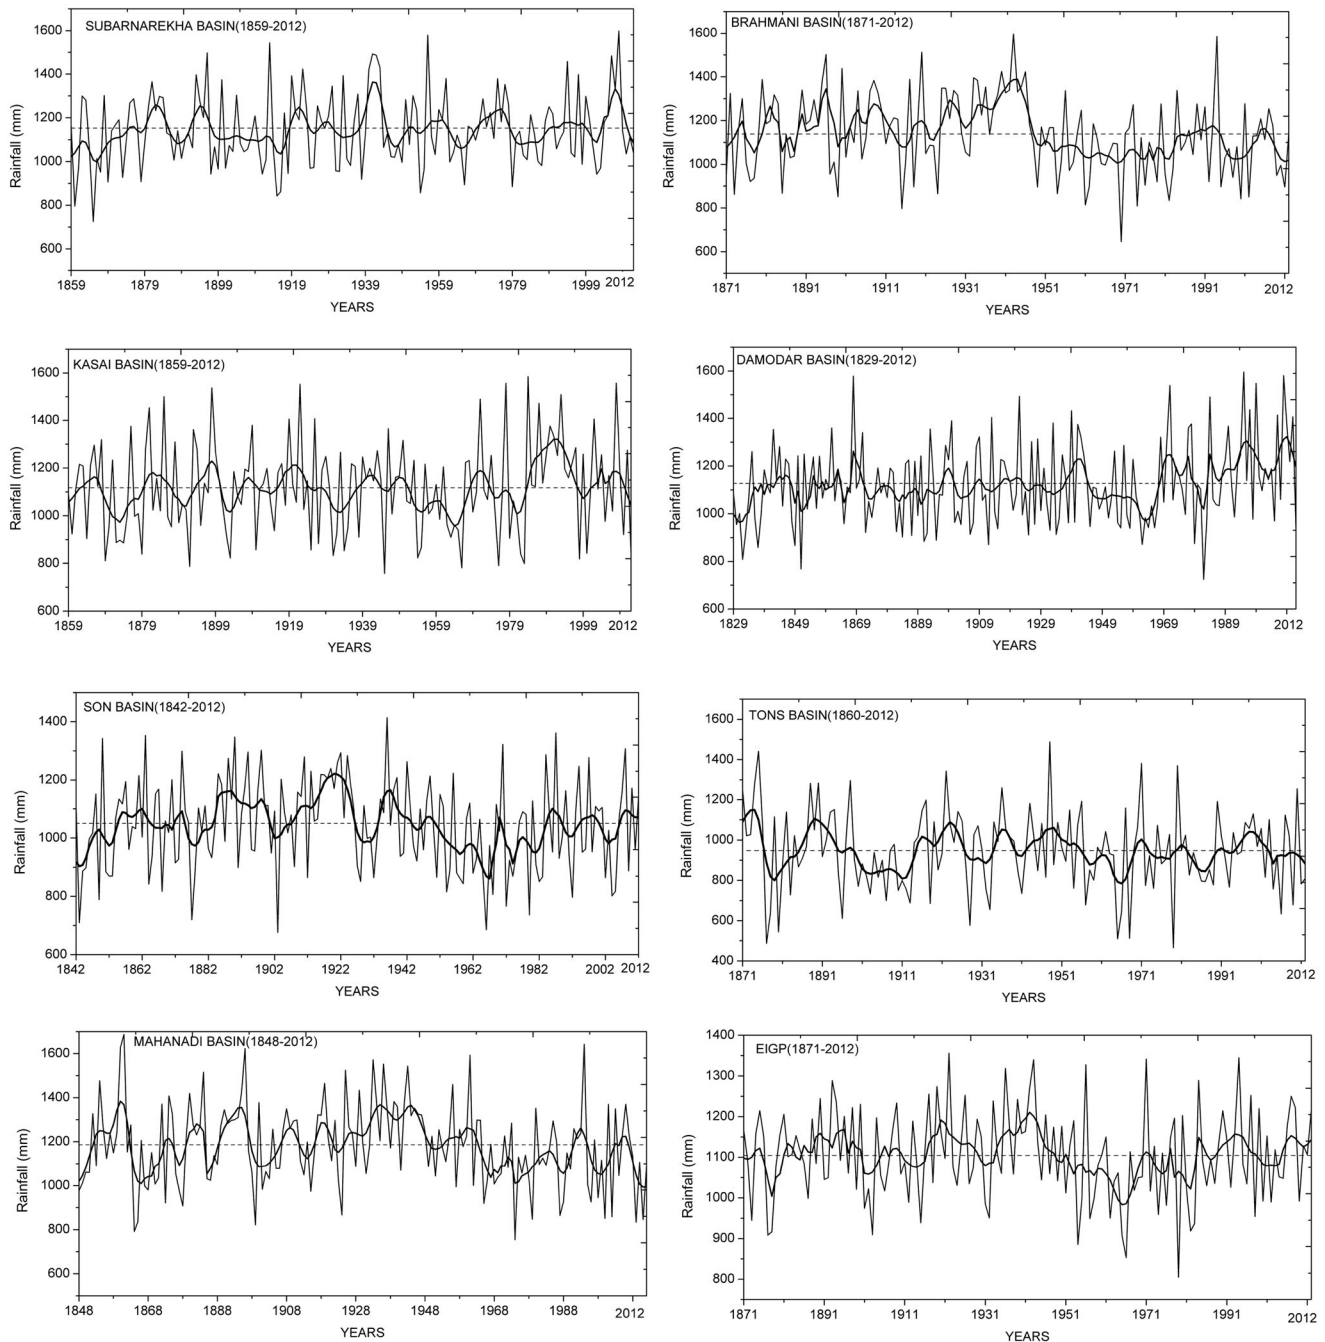 SUBARNAREKHA BASIN(1859-2012)
Rainfall (mm)
1600
1400
1200
1000
800
600
1859 1879 1899 1919 1939 1959 1979 1999 2012
YEARS
BRAHMANI BASIN(1871-2012)
Rainfall (mm)
1600
1400
1200
1000
800
600
1871 1891 1911 1931 1951 1971 1991 2012
YEARS
KASAI BASIN(1859-2012)
Rainfall (mm)
1600
1400
1200
1000
800
600
1859 1879 1899 1919 1939 1959 1979 1999 2012
YEARS
DAMODAR BASIN(1829-2012)
Rainfall (mm)
1600
1400
1200
1000
800
600
1829 1849 1869 1889 1909 1929 1949 1969 1989 2012
YEARS
SON BASIN(1842-2012)
Rainfall (mm)
1400
1200
1000
800
600
1842 1862 1882 1902 1922 1942 1962 1982 2002 2012
YEARS
TONS BASIN(1860-2012)
Rainfall (mm)
1600
1400
1200
1000
800
600
400
1871 1891 1911 1931 1951 1971 1991 2012
YEARS
MAHANADI BASIN(1848-2012)
Rainfall (mm)
1600
1400
1200
1000
800
600
1848 1868 1888 1908 1928 1948 1968 1988 2012
YEARS
EIGP(1871-2012)
Rainfall (mm)
1400
1300
1200
1100
1000
900
800
1871 1891 1911 1931 1951 1971 1991 2012
YEARS